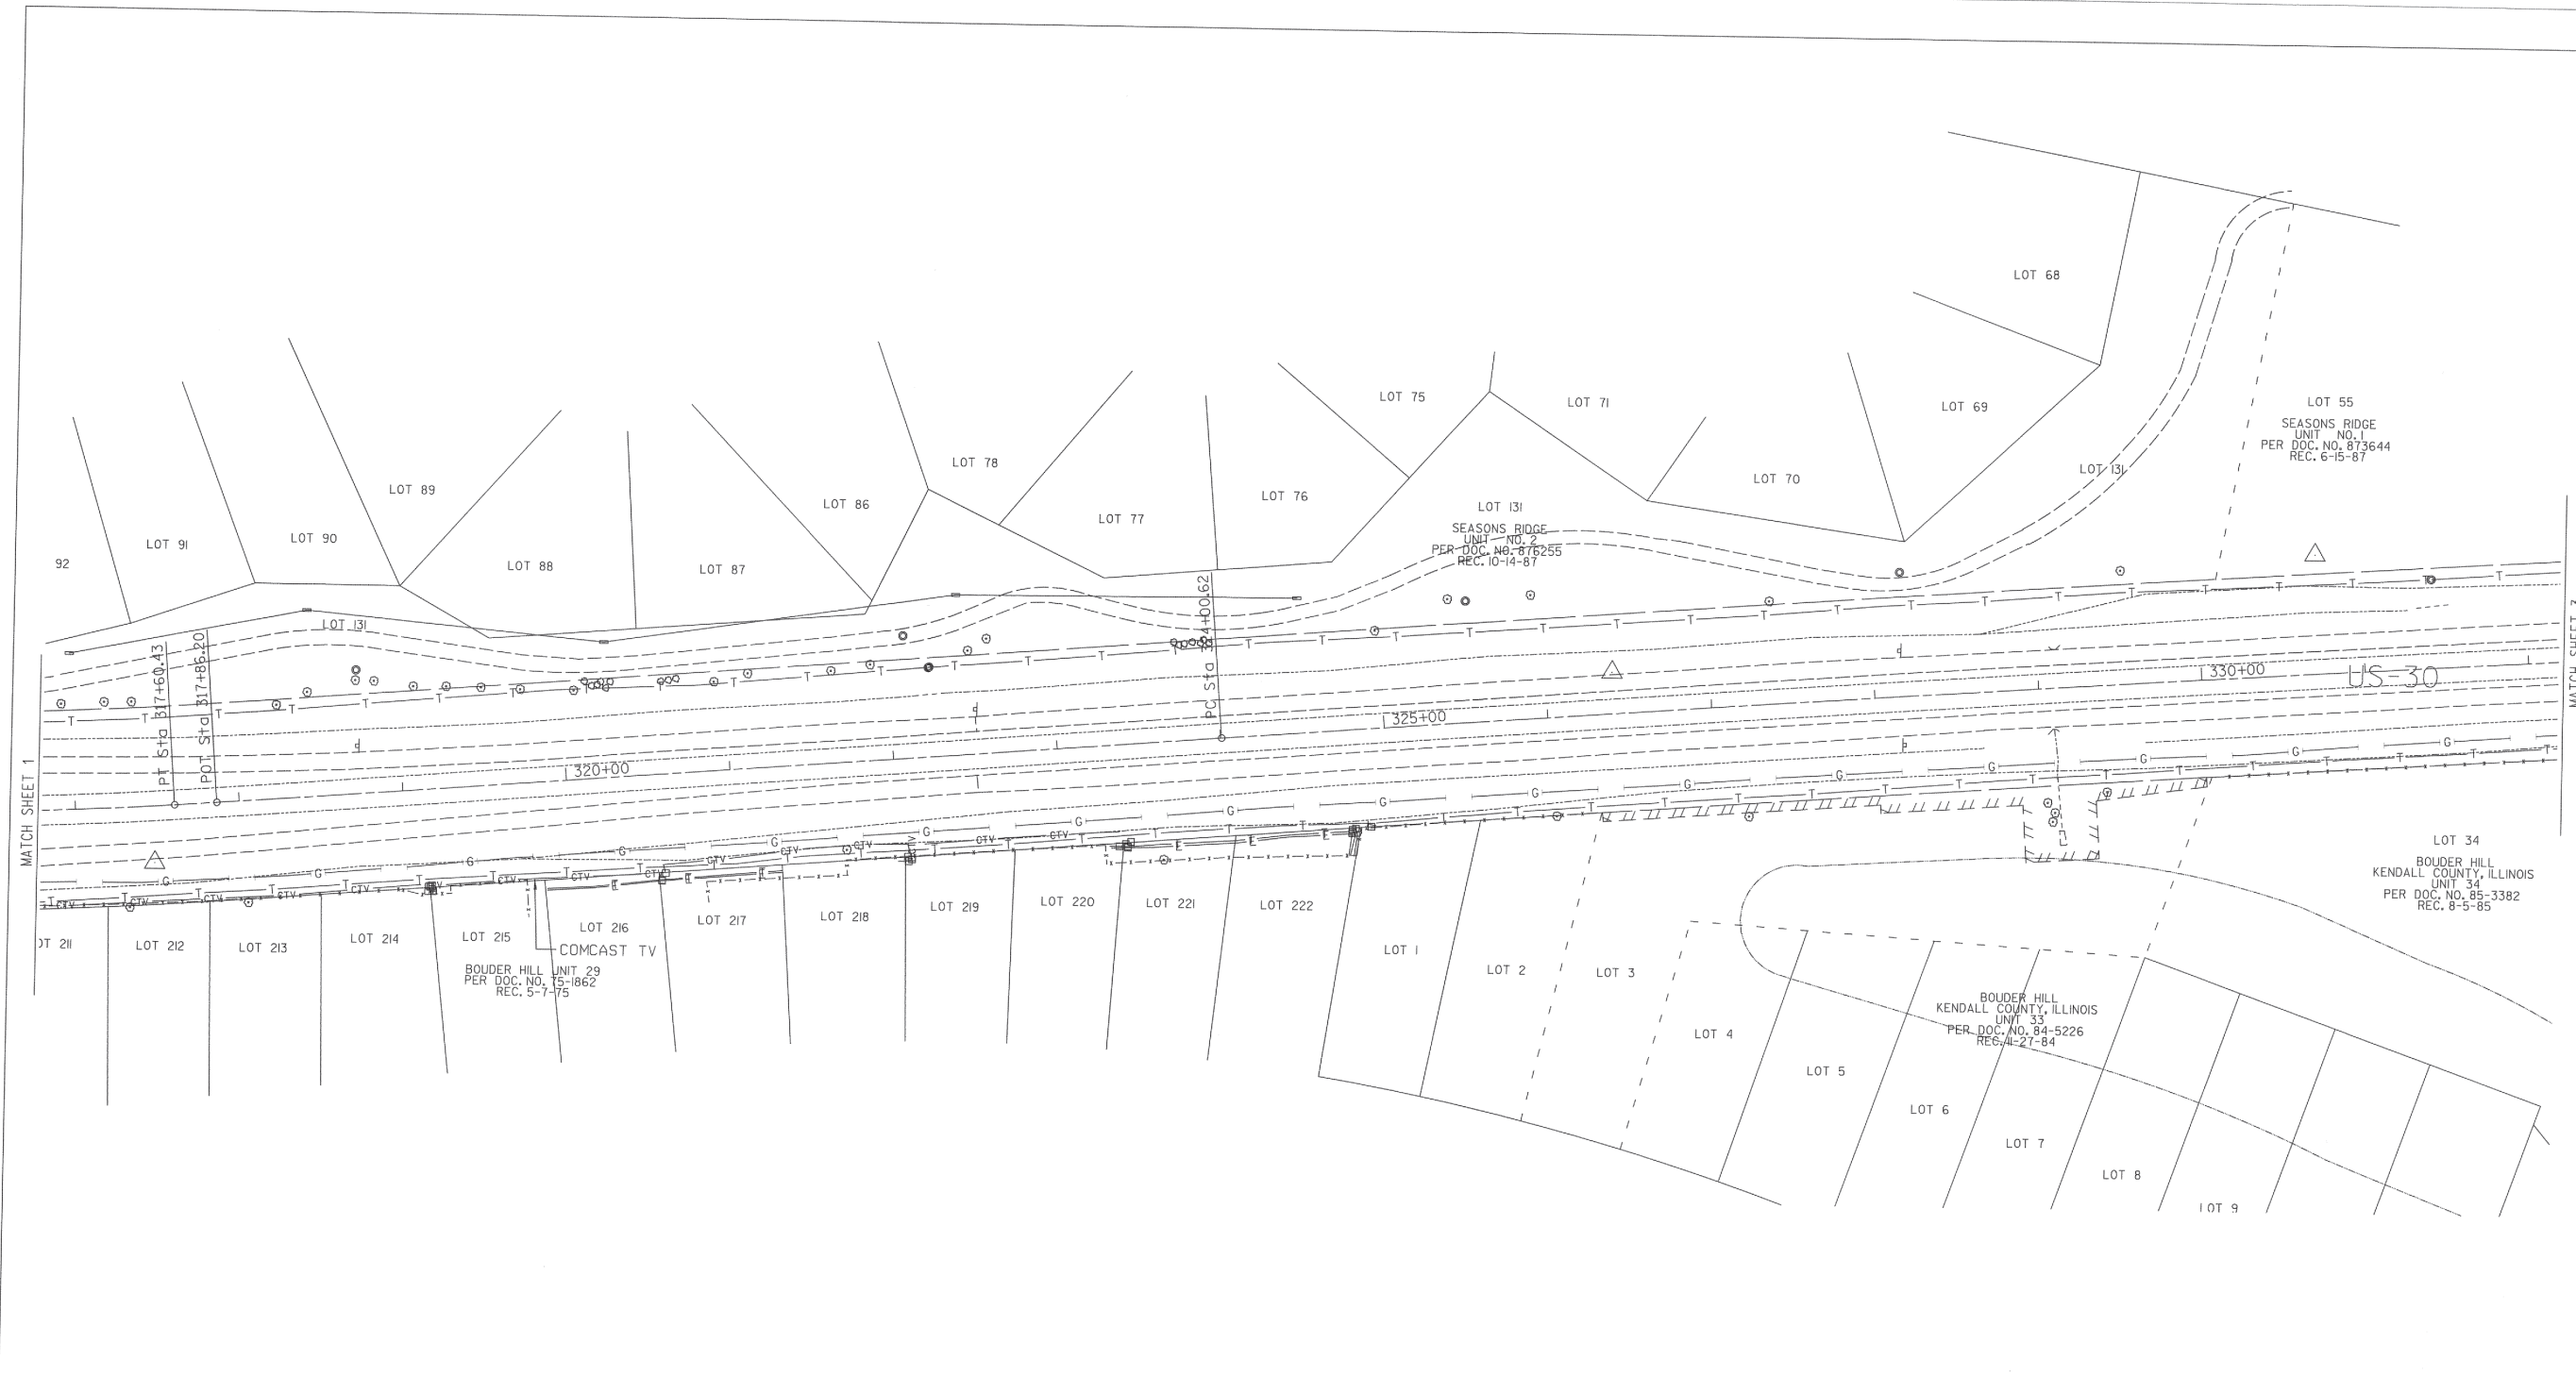 LOT 68
LOT 75
LOT 71
LOT 69
LOT 55
SEASONS RIDGE
UNIT NO. 1
PER DOC. NO. 873644
REC. 6-15-87
LOT 78
LOT 131
LOT 70
LOT 89
LOT 86
LOT 76
LOT 77
LOT 131
SEASONS RIDGE
UNIT NO. 2
PER DOC. NO. 876255
REC. 10-14-87
LOT 90
LOT 91
92
LOT 88
LOT 87
LOT 131
PT Sta 317+60.43
POT Sta 317+86.20
PC Sta 324+00.62
330+00
US-30
325+00
320+00
MATCH SHEET 1
MATCH SHEET 3
LOT 34
BOUDER HILL
KENDALL COUNTY, ILLINOIS
UNIT 34
PER DOC. NO. 85-3382
REC. 8-5-85
OT 211
LOT 212
LOT 213
LOT 214
LOT 215
LOT 216
LOT 217
LOT 218
LOT 219
LOT 220
LOT 221
LOT 222
COMCAST TV
BOUDER HILL UNIT 29
PER DOC. NO. 75-1862
REC. 5-7-75
LOT 1
LOT 2
LOT 3
LOT 4
BOUDER HILL
KENDALL COUNTY, ILLINOIS
UNIT 33
PER DOC. NO. 84-5226
REC. 11-27-84
LOT 5
LOT 6
LOT 7
LOT 8
LOT 9